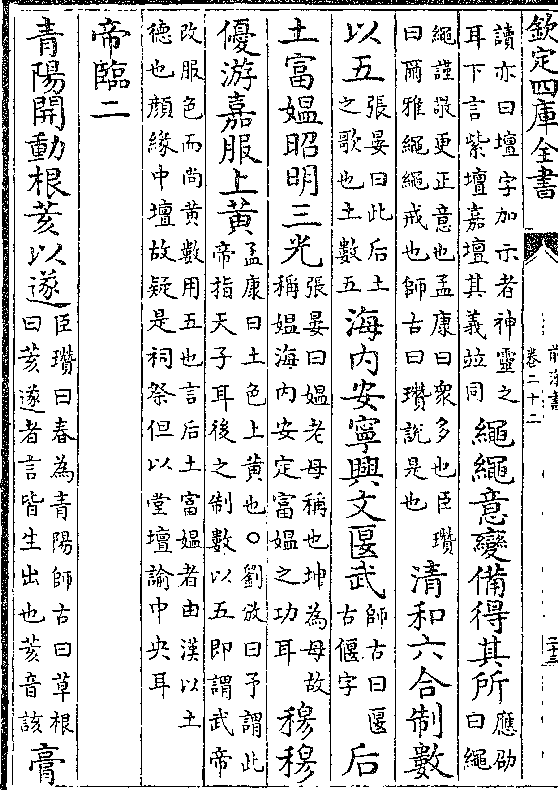 欽定四庫全書
前漢書
卷二十二
讀亦曰壇字加示者神靈之
耳下言紫壇嘉壇其義竝同
繩繩意變備得其所
應劭
曰繩
繩謹敬更正意也孟康曰衆多也臣瓚
曰爾雅繩繩戒也師古曰瓚說是也
清和六合制數
以五
張晏曰此后土
之歌也土數五
海内安寧興文匽武
師古曰匽
古偃字
后
土富媪昭明三光
張晏曰媪老母稱也坤為母故
稱媪海内安定富媪之功耳
穆穆
優游嘉服上黄
孟康曰土色上黄也○劉攽曰予謂此
帝指天子耳後之制數以五即謂武帝
改服色而尚黄數用五也言后土富媪者由漢以土
德也顔緣中壇故疑是祠祭但以堂壇諭中央耳
帝臨二
青陽開動根荄以遂
臣瓚曰春為青陽師古曰草根
曰荄遂者言皆生出也荄音該
膏